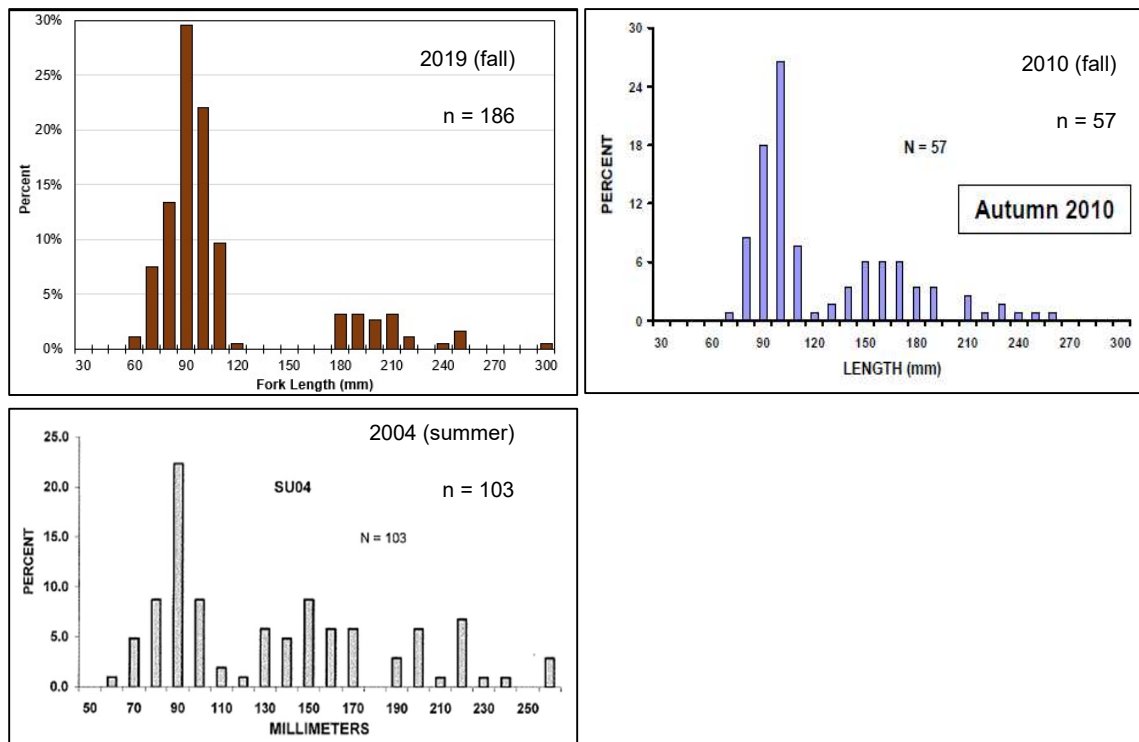 30%
25%
20%
15%
10%
5%
0%
Percent
2019 (fall)
n = 186
30 60 90 120 150 180 210 240 270 300
Fork Length (mm)
30
24
18
12
6
0
PERCENT
2010 (fall)
n = 57
N = 57
Autumn 2010
30 60 90 120 150 180 210 240 270 300
LENGTH (mm)
25.0
20.0
15.0
10.0
5.0
0.0
PERCENT
2004 (summer)
SU04
n = 103
N = 103
50 70 90 110 130 150 170 190 210 230 250
MILLIMETERS